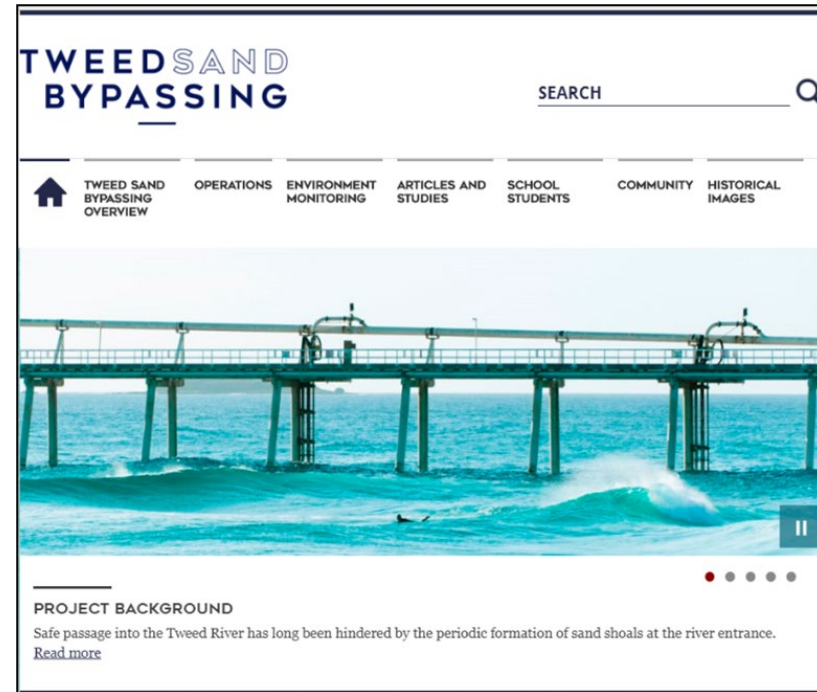 TWEEDSAND
BYPASSING
SEARCH
TWEED SAND
BYPASSING
OVERVIEW
OPERATIONS
ENVIRONMENT
MONITORING
ARTICLES AND
STUDIES
SCHOOL
STUDENTS
COMMUNITY
HISTORICAL
IMAGES
PROJECT BACKGROUND
Safe passage into the Tweed River has long been hindered by the periodic formation of sand shoals at the river entrance.
Read more